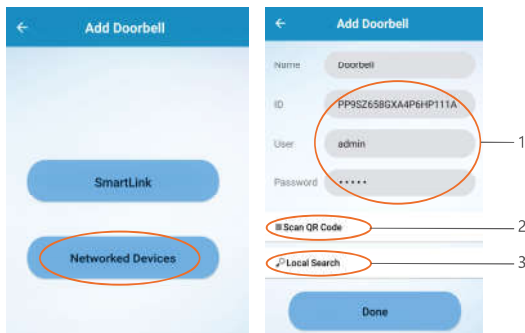 Add Doorbell
SmartLink
Networked Devices
Add Doorbell
Name Doorbell
ID PP9SZ658GXA4P6HP111A
User admin
Password •••••
Scan QR Code
Local Search
Done
1
2
3